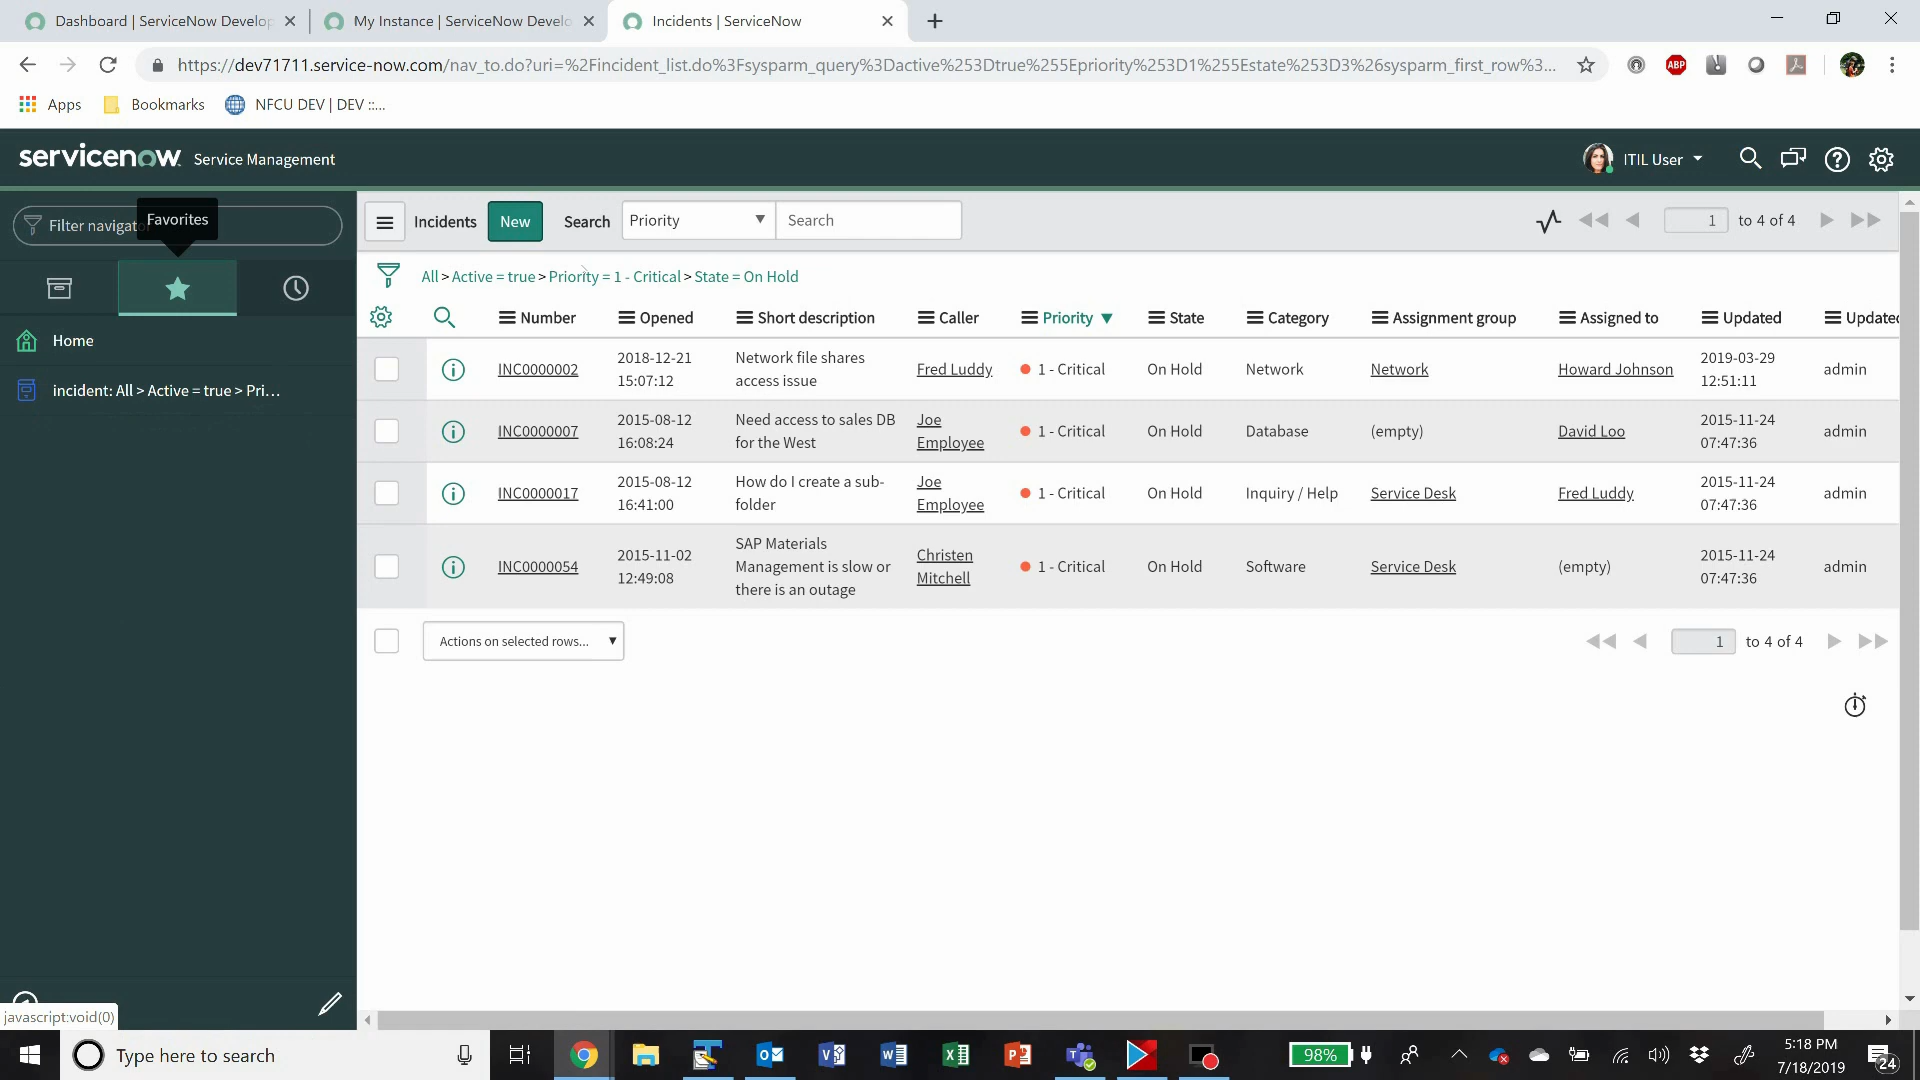 Dashboard | ServiceNow Develop
My Instance | ServiceNow Develo
Incidents | ServiceNow
https://dev71711.service-now.com/nav_to.do?uri=%2Fincident_list.do%3Fsysparm_query%3Dactive%253Dtrue%255Epriority%253D1%255Estate%253D3%26sysparm_first_row%3...
ABP
Apps
Bookmarks
NFCU DEV | DEV ::...
servicenow Service Management
ITIL User
Filter navigato
Favorites
Incidents
New
Search
Priority
Search
1 to 4 of 4
All > Active = true > Priority = 1 - Critical > State = On Hold
Home
incident: All > Active = true > Pri...
Number Opened Short description Caller Priority State Category Assignment group Assigned to Updated Updated
INC0000002 2018-12-21 15:07:12 Network file shares access issue Fred Luddy 1 - Critical On Hold Network Network Howard Johnson 2019-03-29 12:51:11 admin
INC0000007 2015-08-12 16:08:24 Need access to sales DB for the West Joe Employee 1 - Critical On Hold Database (empty) David Loo 2015-11-24 07:47:36 admin
INC0000017 2015-08-12 16:41:00 How do I create a sub-folder Joe Employee 1 - Critical On Hold Inquiry / Help Service Desk Fred Luddy 2015-11-24 07:47:36 admin
INC0000054 2015-11-02 12:49:08 SAP Materials Management is slow or there is an outage Christen Mitchell 1 - Critical On Hold Software Service Desk (empty) 2015-11-24 07:47:36 admin
Actions on selected rows...
1 to 4 of 4
javascript:void(0)
Type here to search
98%
5:18 PM
7/18/2019
24